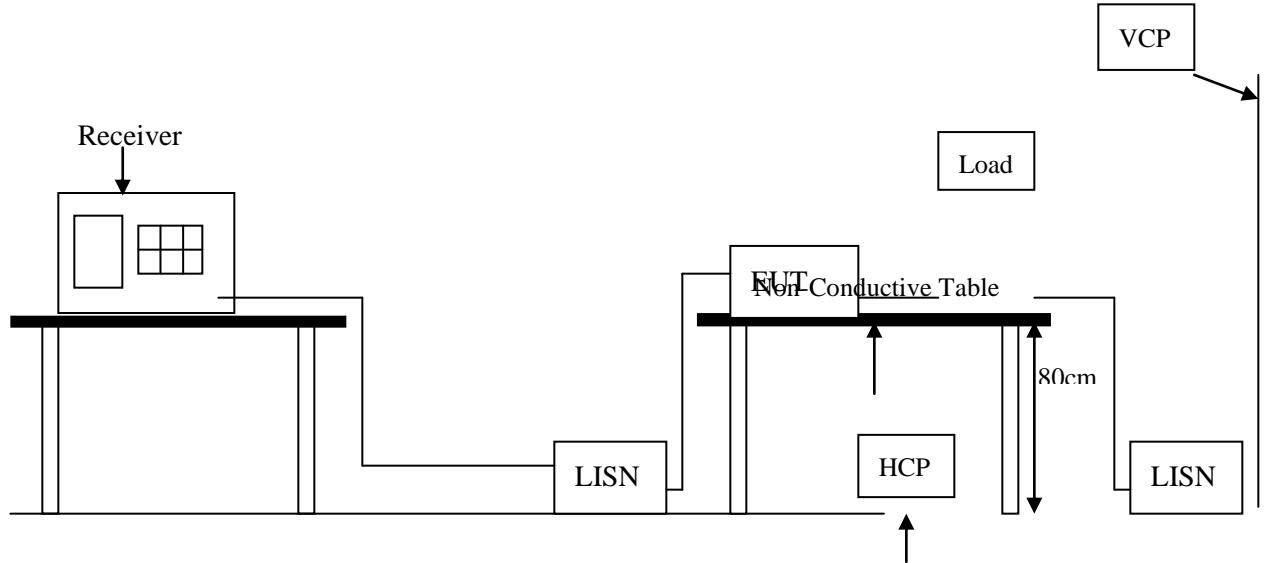 VCP
Receiver
Load
EUT
Non-Conductive Table
80cm
HCP
LISN
LISN